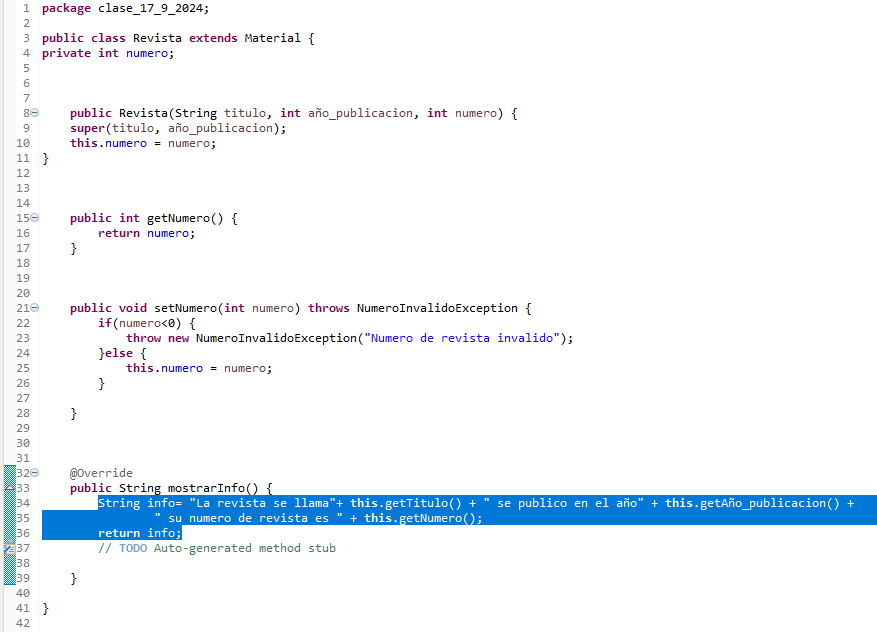 1 package clase_17_9_2024;
2
3 public class Revista extends Material {
4 private int numero;
5
6
7
8 public Revista(String titulo, int año_publicacion, int numero) {
9 super(titulo, año_publicacion);
10 this.numero = numero;
11 }
12
13
14
15 public int getNumero() {
16 return numero;
17 }
18
19
20
21 public void setNumero(int numero) throws NumeroInvalidoException {
22 if(numero<0) {
23 throw new NumeroInvalidoException("Numero de revista invalido");
24 }else {
25 this.numero = numero;
26 }
27
28 }
29
30
31
32 @Override
33 public String mostrarInfo() {
34 String info= "La revista se llama"+ this.getTitulo() + " se publico en el año" + this.getAño_publicacion() +
35 " su numero de revista es " + this.getNumero();
36 return info;
37 // TODO Auto-generated method stub
38
39 }
40
41 }
42